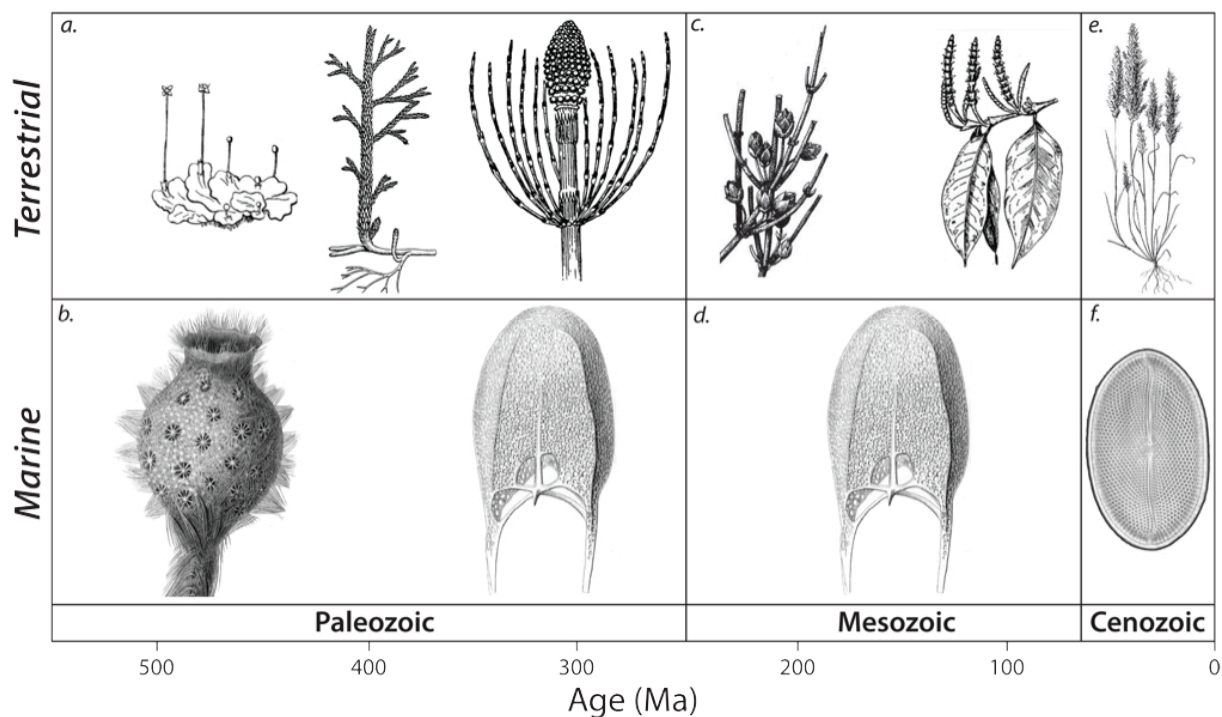 Terrestrial
a.
c.
e.
Marine
b.
d.
f.
Paleozoic
Mesozoic
Cenozoic
500
400
300
200
100
0
Age (Ma)